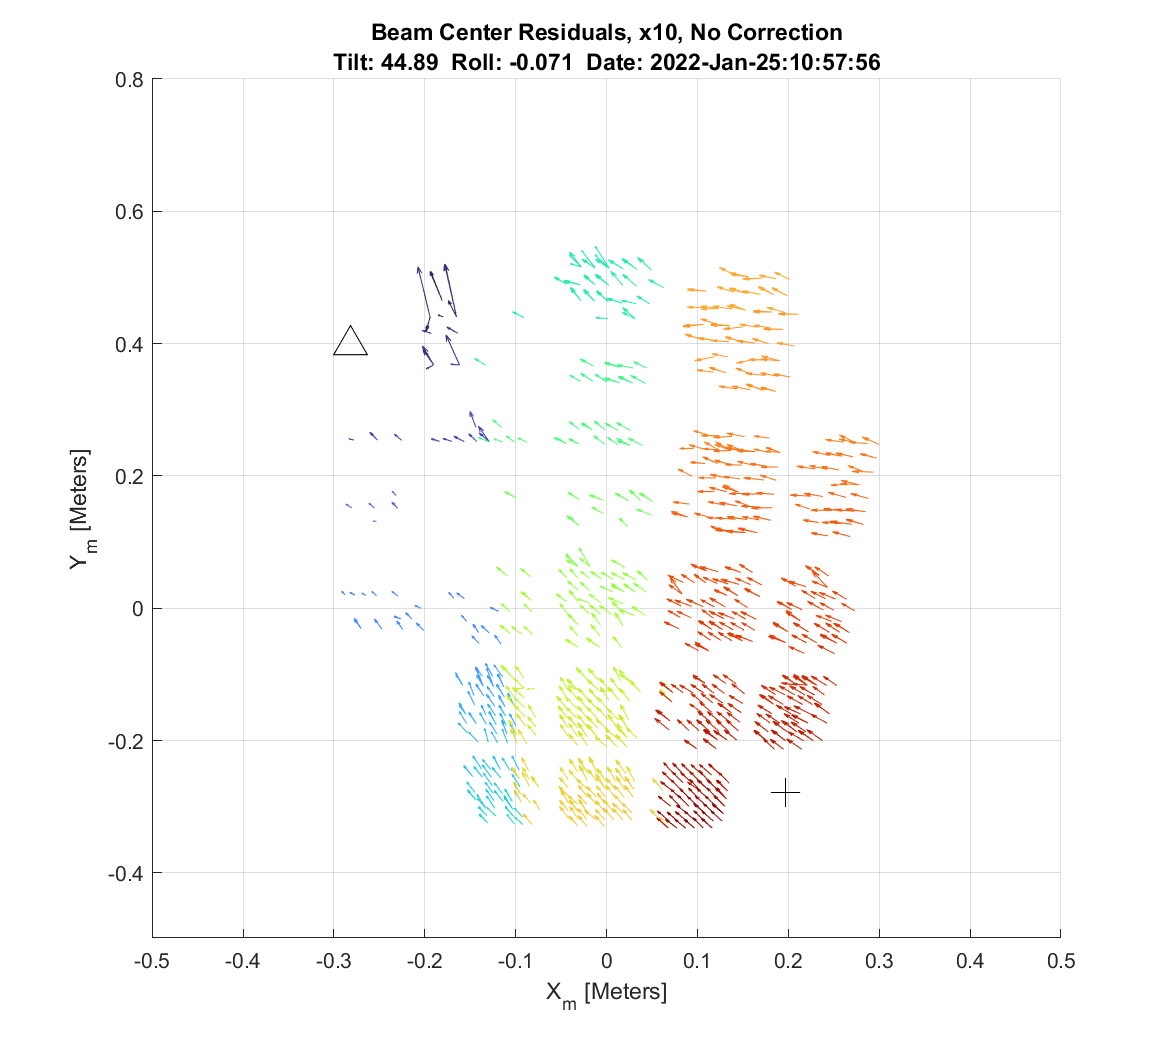 Beam Center Residuals, x10, No Correction
Tilt: 44.89 Roll: -0.071 Date: 2022-Jan-25:10:57:56
0.8
0.6
0.4
0.2
0
-0.2
-0.4
Y_m [Meters]
-0.5 -0.4 -0.3 -0.2 -0.1 0 0.1 0.2 0.3 0.4 0.5
X_m [Meters]